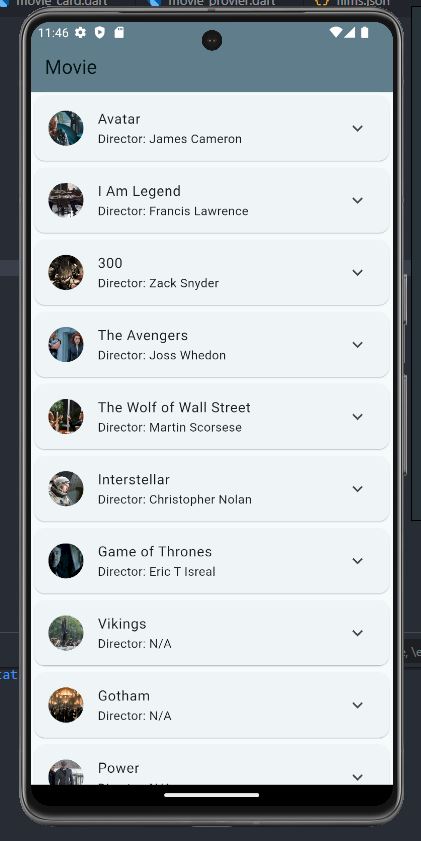 movie_card.dart
movie_provier.dart
films.json
11:46
Movie
Avatar
Director: James Cameron
I Am Legend
Director: Francis Lawrence
300
Director: Zack Snyder
The Avengers
Director: Joss Whedon
The Wolf of Wall Street
Director: Martin Scorsese
Interstellar
Director: Christopher Nolan
Game of Thrones
Director: Eric T Isreal
Vikings
Director: N/A
Gotham
Director: N/A
Power